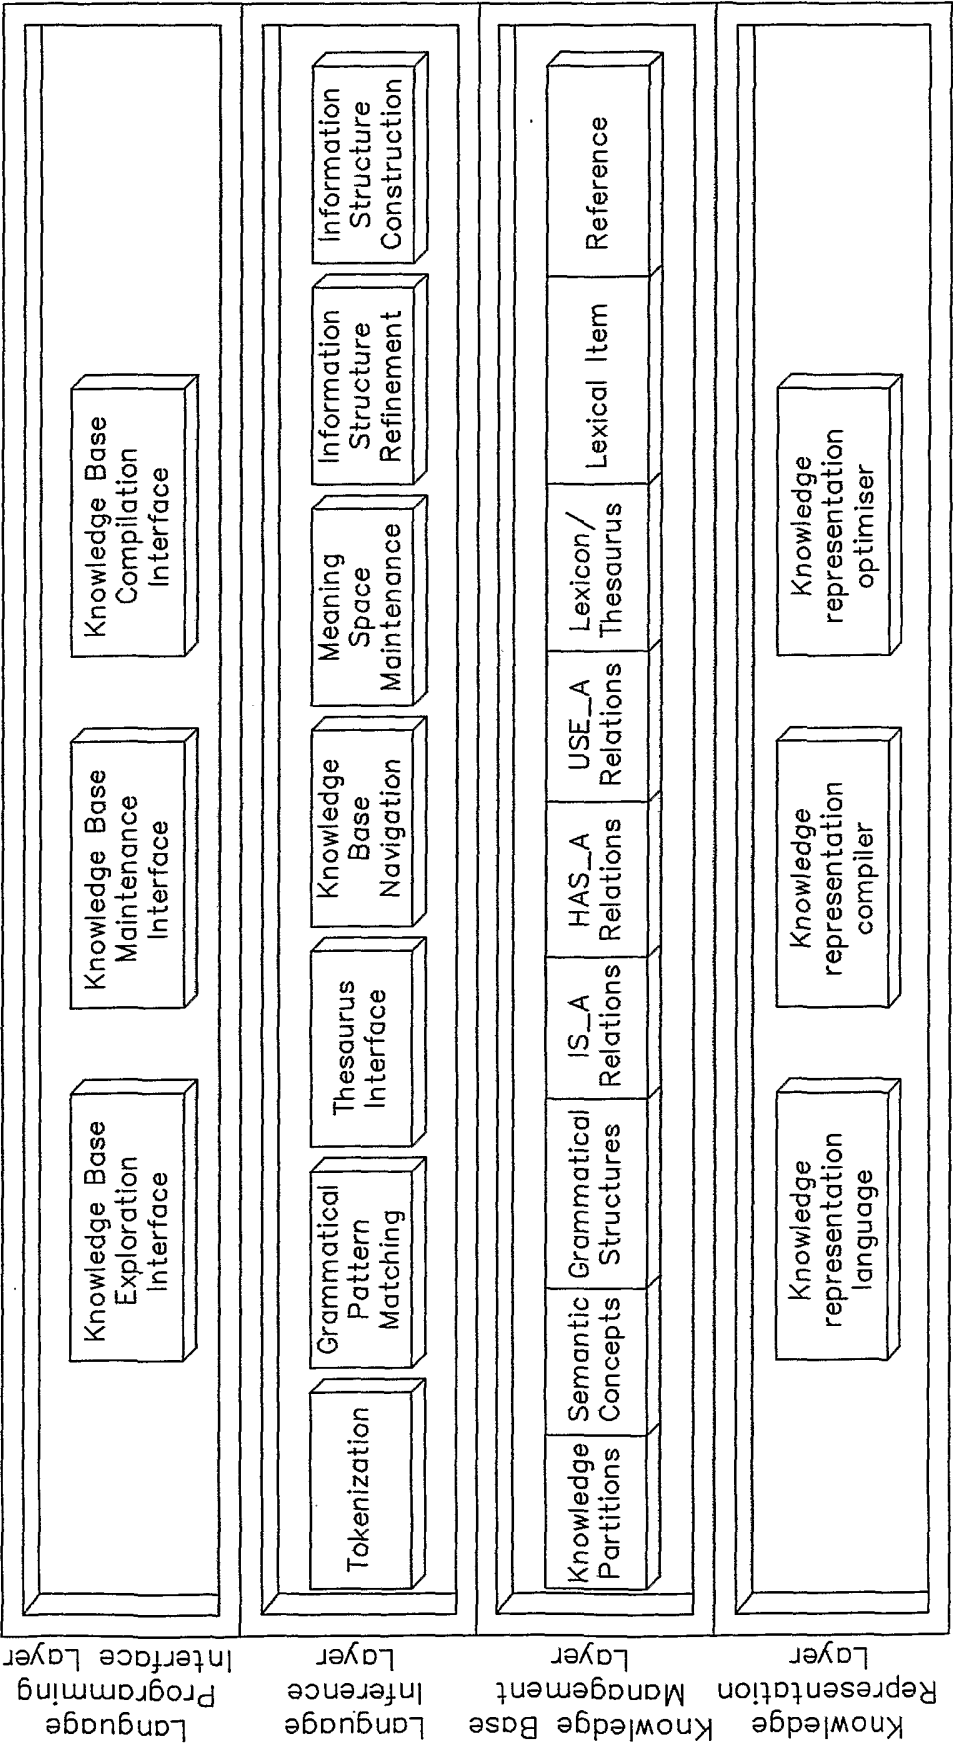 Language
Programming
Interface Layer
Knowledge Base
Exploration
Interface
Knowledge Base
Maintenance
Interface
Knowledge Base
Compilation
Interface
Language
Inference
Layer
Tokenization
Grammatical
Pattern
Matching
Thesaurus
Interface
Knowledge
Base
Navigation
Meaning
Space
Maintenance
Information
Structure
Refinement
Information
Structure
Construction
Knowledge Base
Management
Layer
Knowledge
Partitions
Semantic
Concepts
Grammatical
Structures
IS_A
Relations
HAS_A
Relations
USE_A
Relations
Lexicon/
Thesaurus
Lexical Item
Reference
Knowledge
Representation
Layer
Knowledge
representation
language
Knowledge
representation
compiler
Knowledge
representation
optimiser